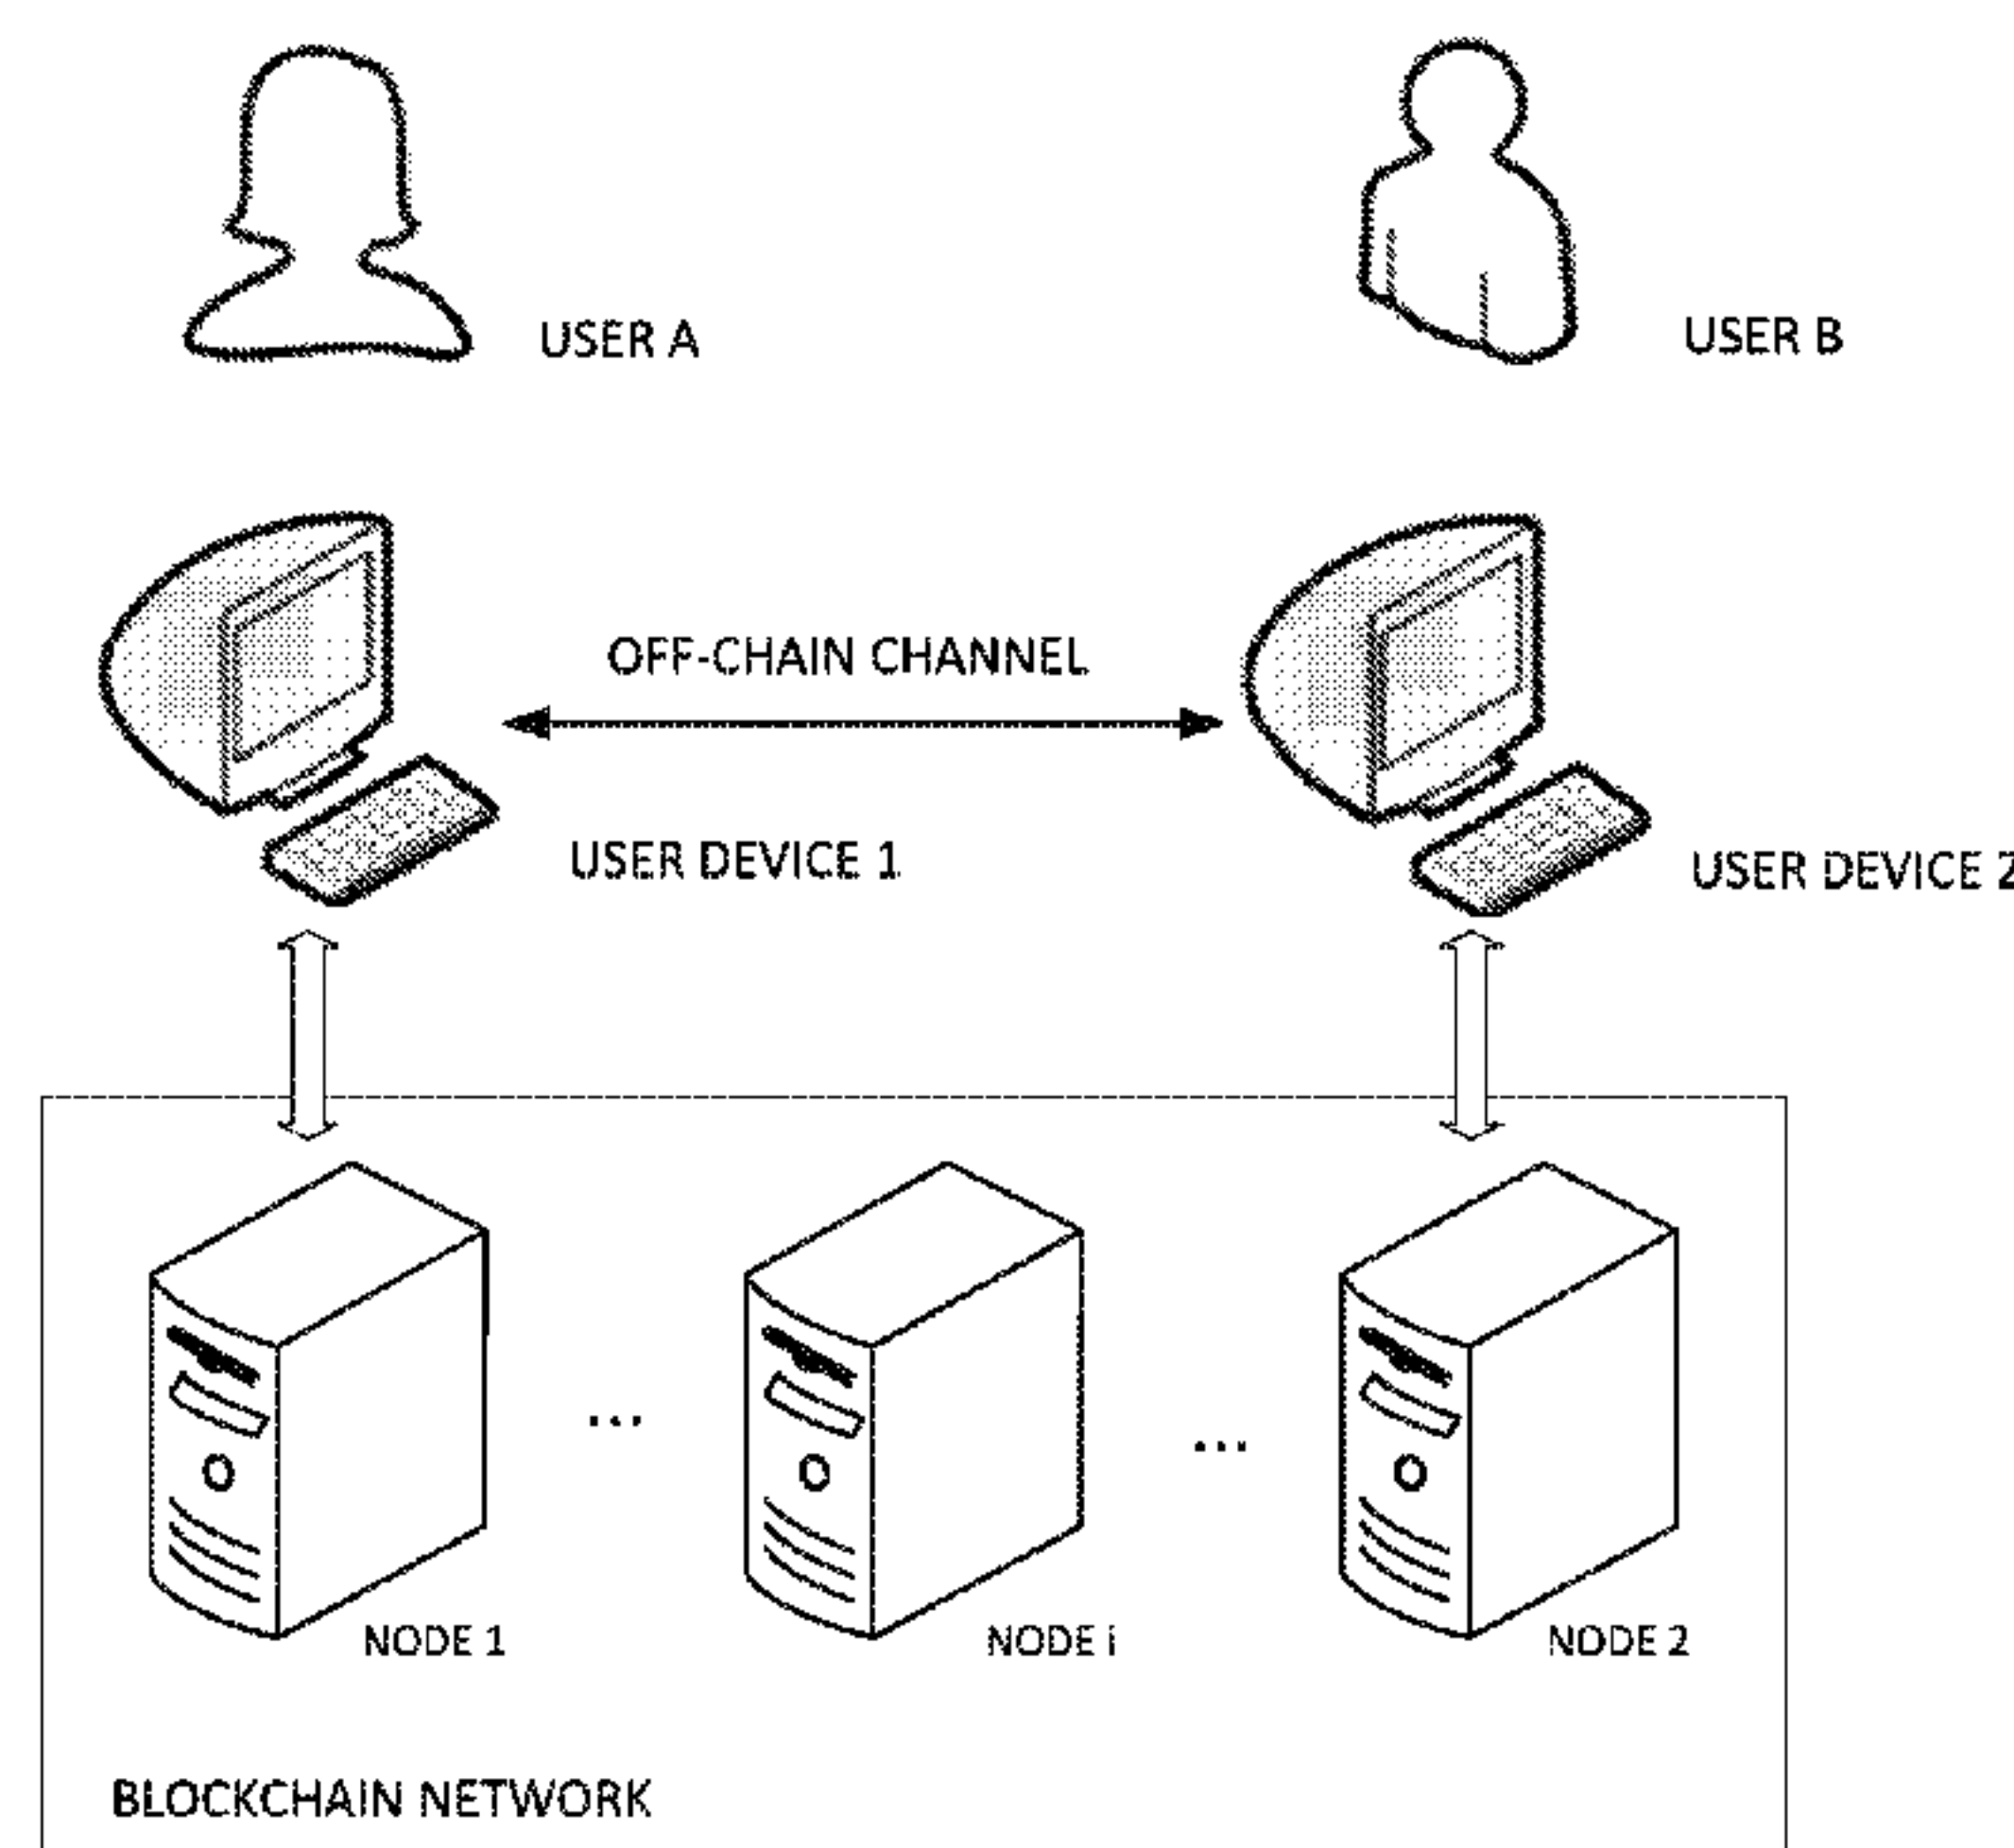 USER A
USER B
OFF-CHAIN CHANNEL
USER DEVICE 1
USER DEVICE 2
...
...
NODE 1
NODE i
NODE 2
BLOCKCHAIN NETWORK